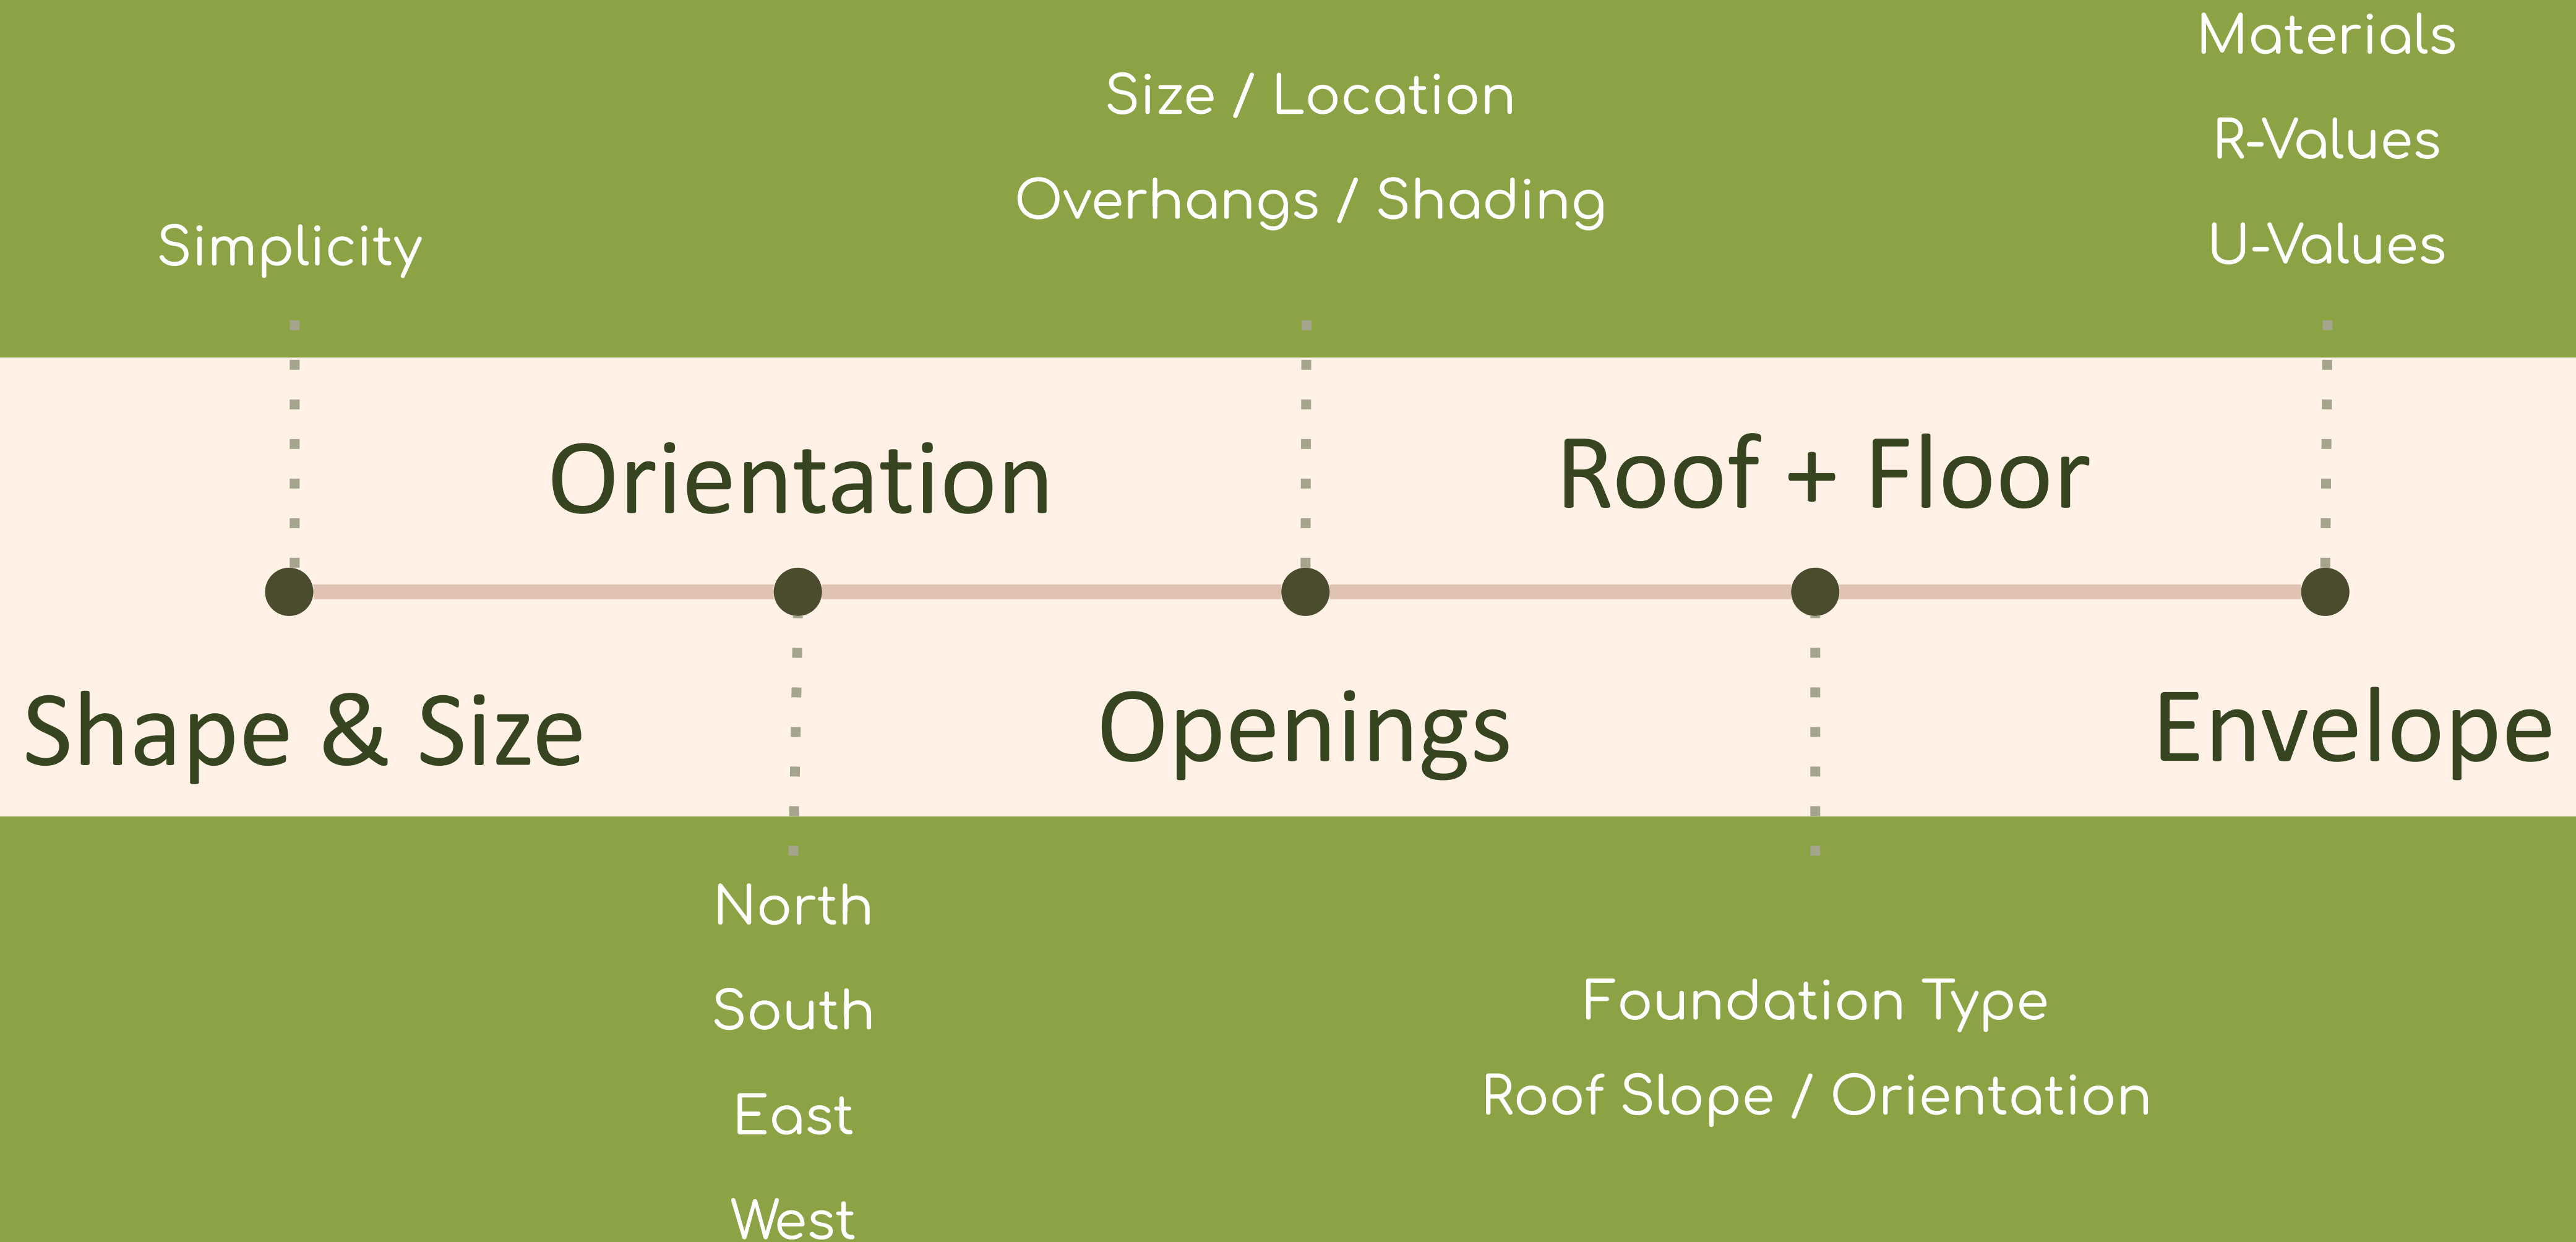 Materials
Size / Location
R-Values
Overhangs / Shading
Simplicity
U-Values
Orientation
Roof + Floor
Shape & Size
Openings
Envelope
North
South
East
West
Foundation Type
Roof Slope / Orientation